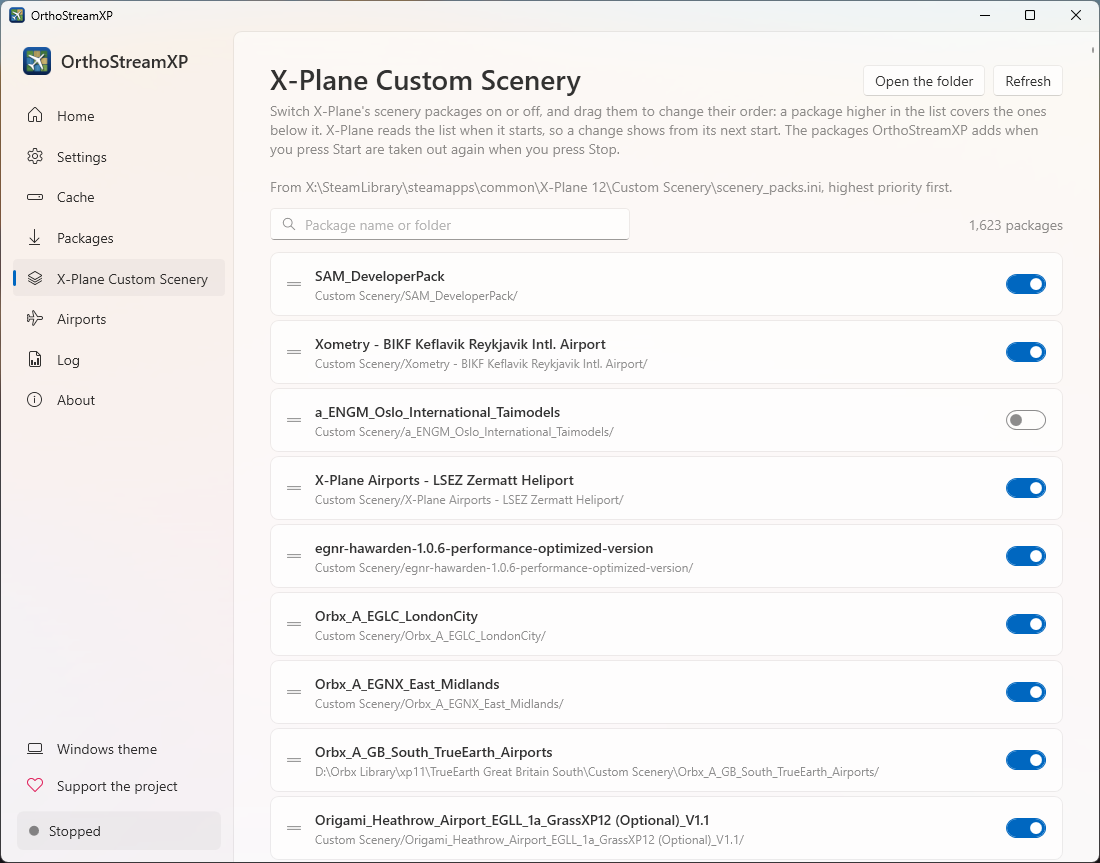 OrthoStreamXP
OrthoStreamXP
Home
Settings
Cache
Packages
X-Plane Custom Scenery
Airports
Log
About
Windows theme
Support the project
Stopped
X-Plane Custom Scenery
Open the folder
Refresh
Switch X-Plane's scenery packages on or off, and drag them to change their order: a package higher in the list covers the ones
below it. X-Plane reads the list when it starts, so a change shows from its next start. The packages OrthoStreamXP adds when
you press Start are taken out again when you press Stop.
From X:\SteamLibrary\steamapps\common\X-Plane 12\Custom Scenery\scenery_packs.ini, highest priority first.
Package name or folder
1,623 packages
SAM_DeveloperPack
Custom Scenery/SAM_DeveloperPack/
Xometry - BIKF Keflavik Reykjavik Intl. Airport
Custom Scenery/Xometry - BIKF Keflavik Reykjavik Intl. Airport/
a_ENGM_Oslo_International_Taimodels
Custom Scenery/a_ENGM_Oslo_International_Taimodels/
X-Plane Airports - LSEZ Zermatt Heliport
Custom Scenery/X-Plane Airports - LSEZ Zermatt Heliport/
egnr-hawarden-1.0.6-performance-optimized-version
Custom Scenery/egnr-hawarden-1.0.6-performance-optimized-version/
Orbx_A_EGLC_LondonCity
Custom Scenery/Orbx_A_EGLC_LondonCity/
Orbx_A_EGNX_East_Midlands
Custom Scenery/Orbx_A_EGNX_East_Midlands/
Orbx_A_GB_South_TrueEarth_Airports
D:\Orbx Library\xp11\TrueEarth Great Britain South\Custom Scenery\Orbx_A_GB_South_TrueEarth_Airports/
Origami_Heathrow_Airport_EGLL_1a_GrassXP12 (Optional)_V1.1
Custom Scenery/Origami_Heathrow_Airport_EGLL_1a_GrassXP12 (Optional)_V1.1/